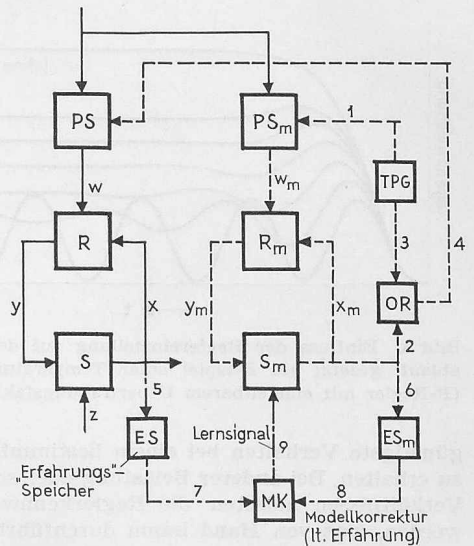 PS
PSm
1
TPG
w
wm
3
4
R
Rm
OR
y
x
ym
xm
S
Sm
2
5
6
z
ES
Lernsignal
9
ESm
"Erfahrungs"
Speicher
7
MK
8
Modellkorrektur
(lt. Erfahrung)